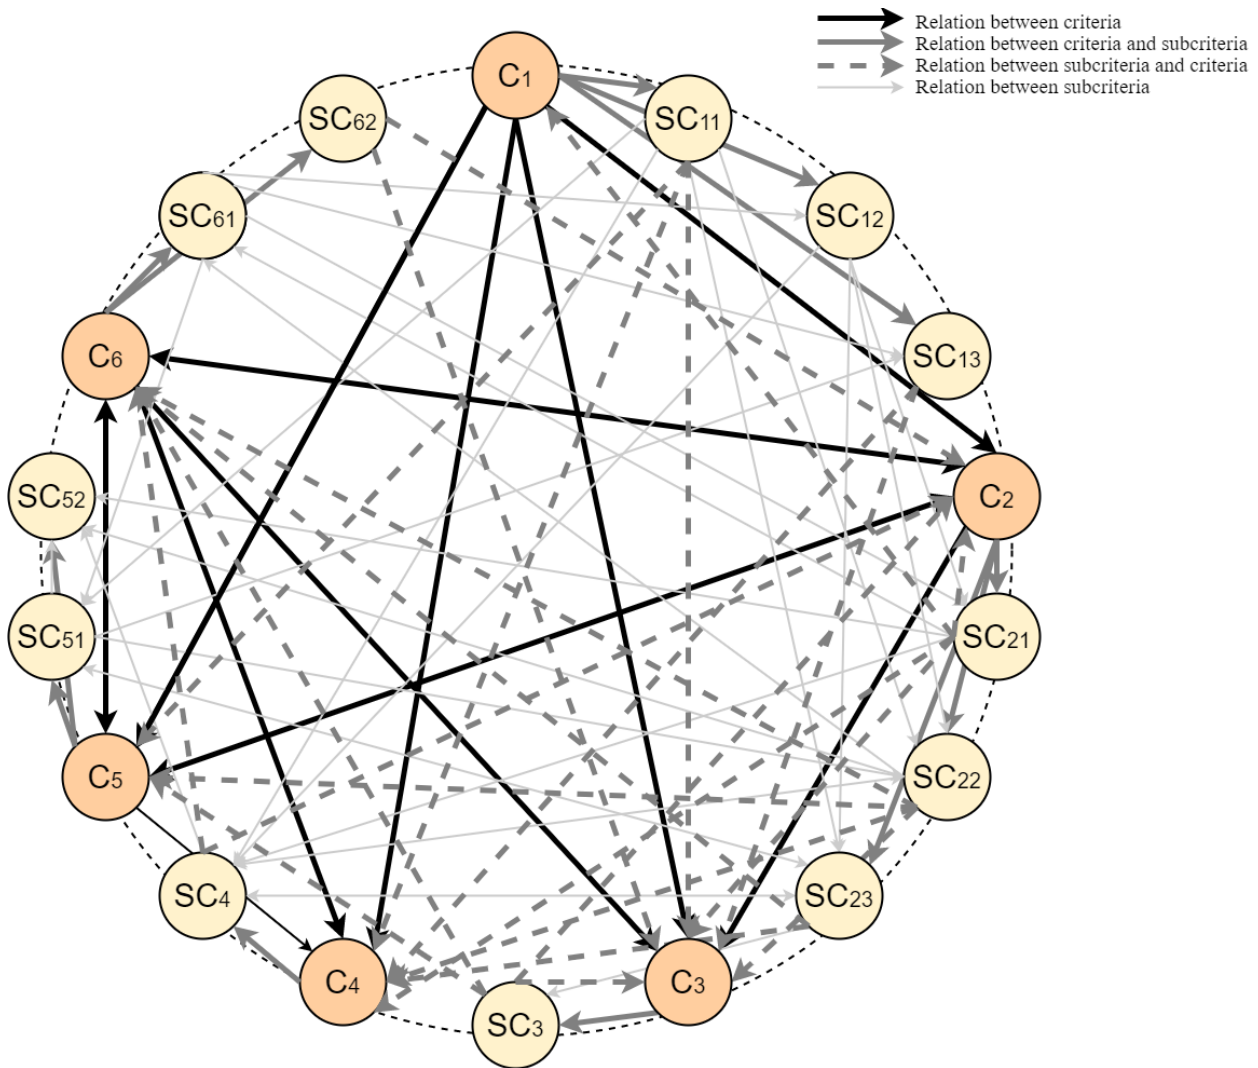 Relation between criteria
Relation between criteria and subcriteria
Relation between subcriteria and criteria
Relation between subcriteria
C1
SC62
SC11
SC61
SC12
C6
SC13
SC52
C2
SC51
SC21
C5
SC22
SC4
SC23
C4
C3
SC3